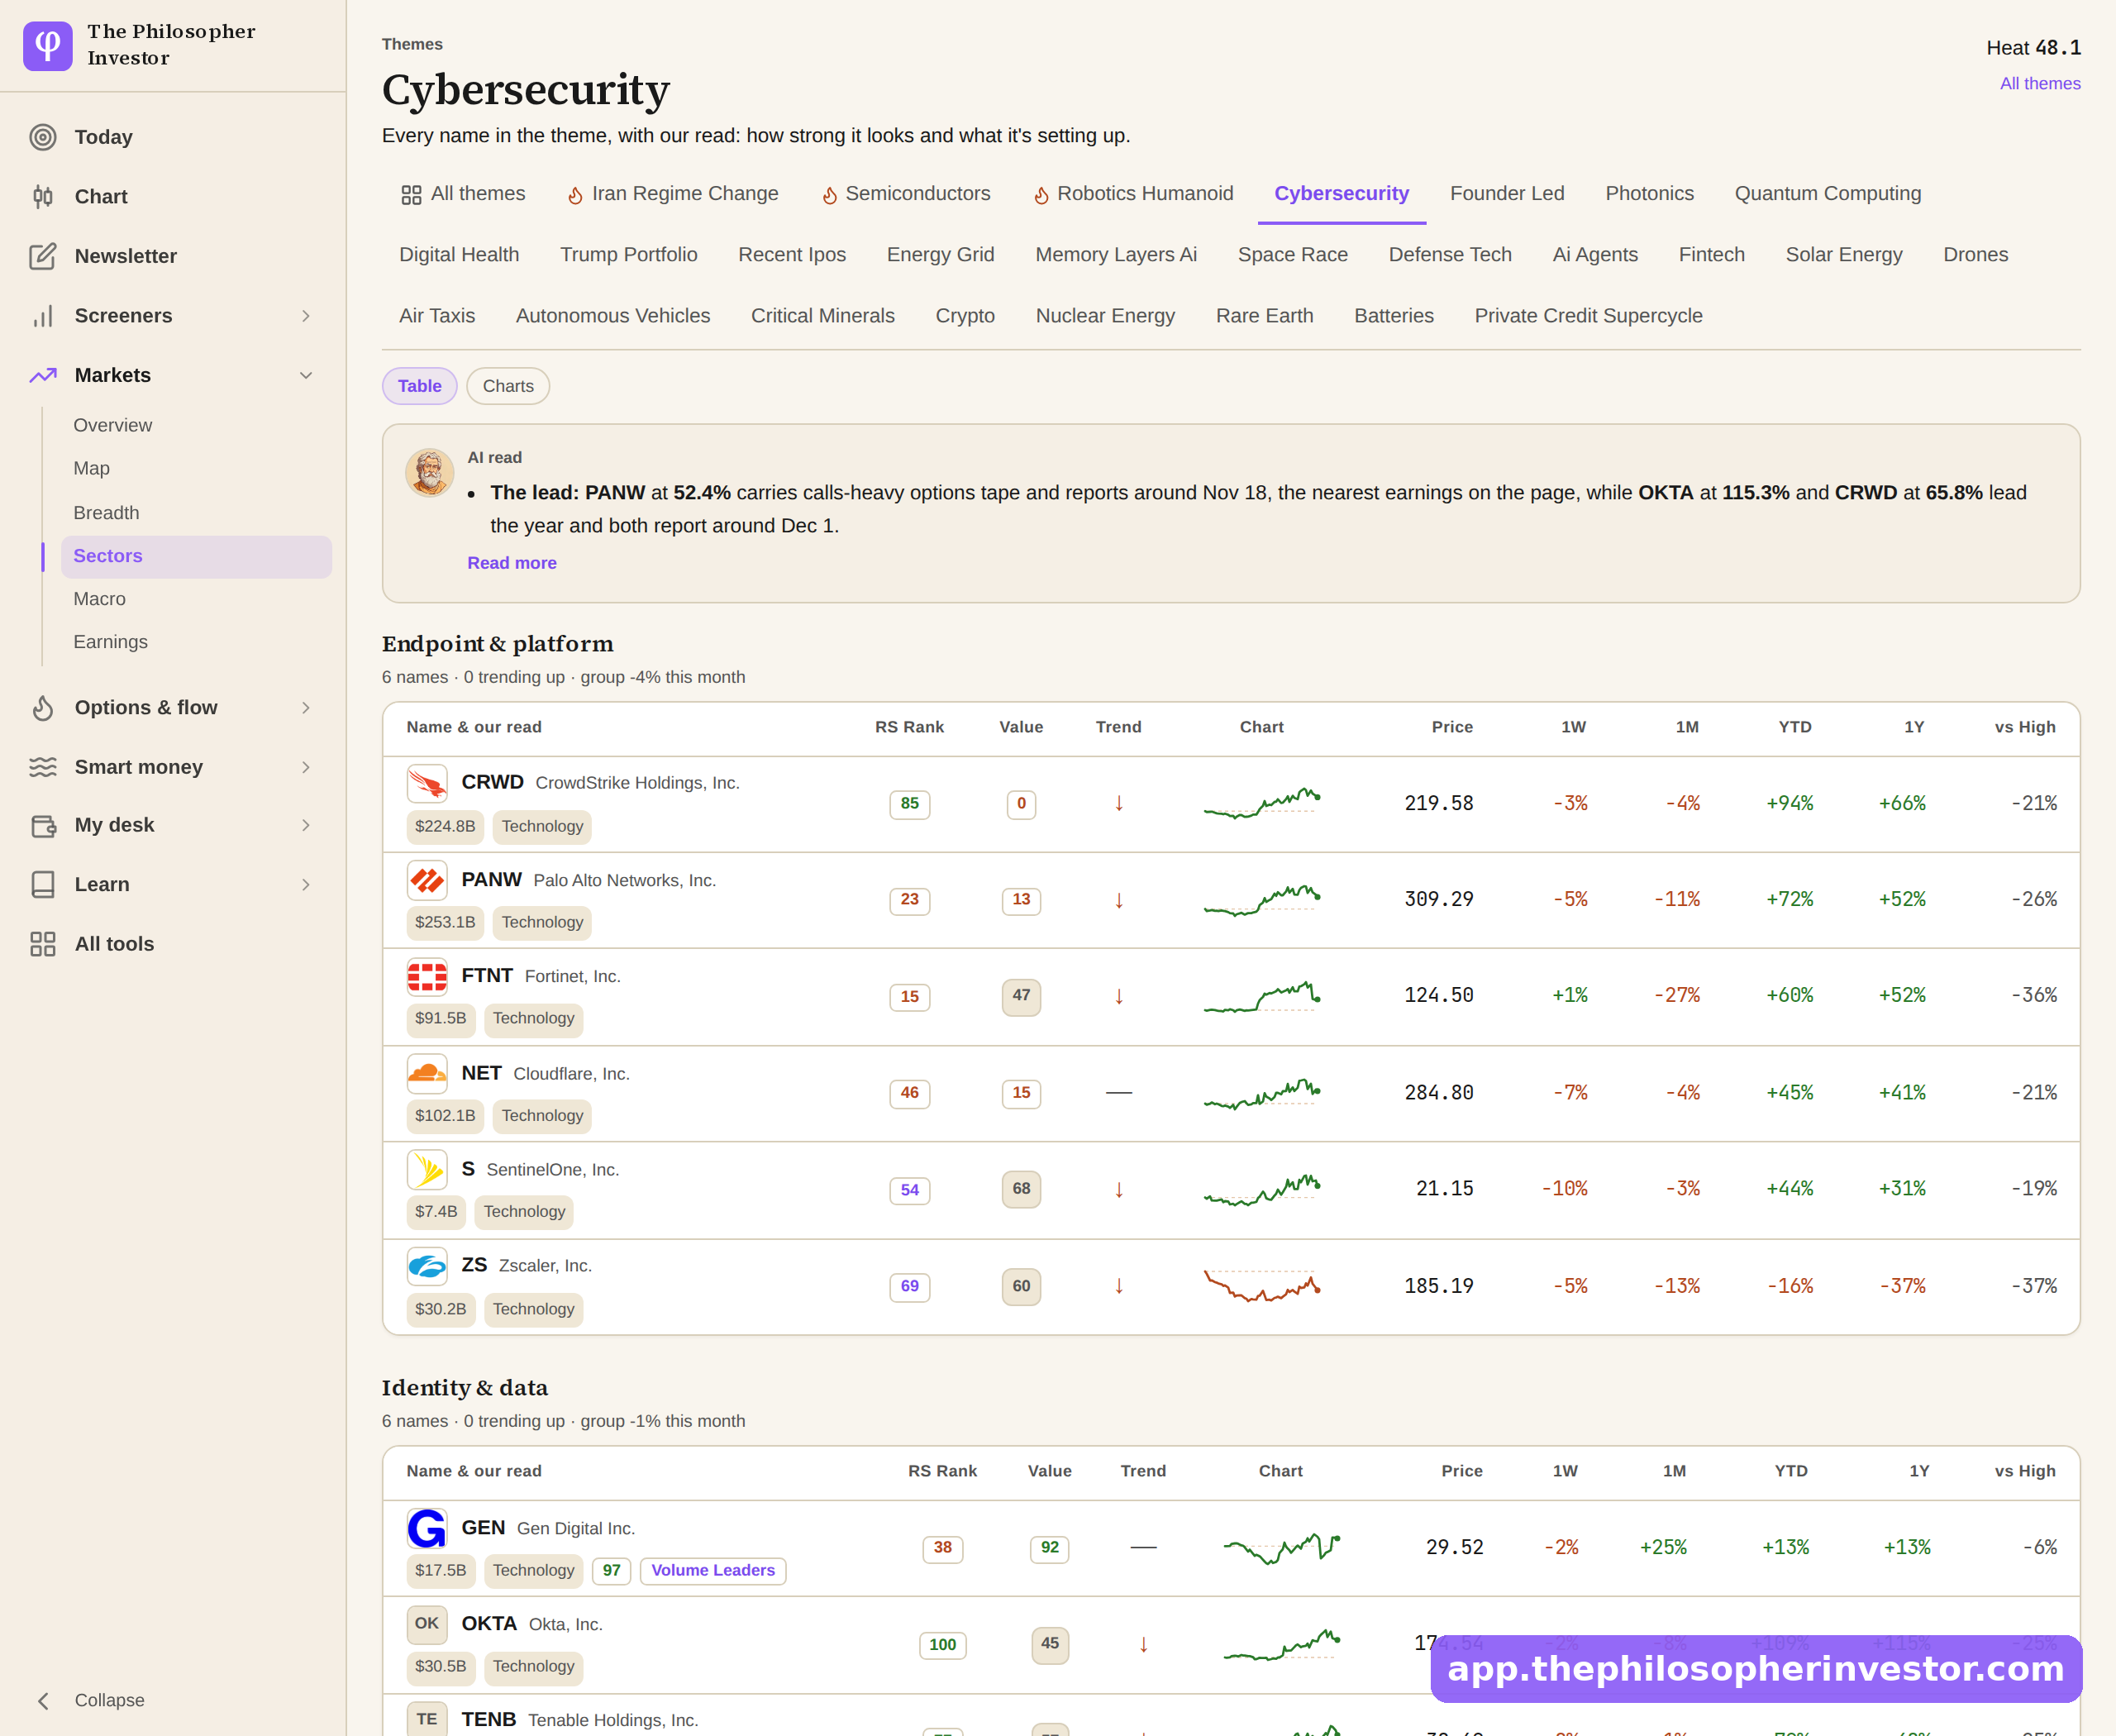 φ The Philosopher
Investor
Today
Chart
Newsletter
Screeners
Markets
Overview
Map
Breadth
Sectors
Macro
Earnings
Options & flow
Smart money
My desk
Learn
All tools
Collapse
Themes
Heat 48.1
Cybersecurity
All themes
Every name in the theme, with our read: how strong it looks and what it's setting up.
All themes Iran Regime Change Semiconductors Robotics Humanoid Cybersecurity Founder Led Photonics Quantum Computing
Digital Health Trump Portfolio Recent Ipos Energy Grid Memory Layers Ai Space Race Defense Tech Ai Agents Fintech Solar Energy Drones
Air Taxis Autonomous Vehicles Critical Minerals Crypto Nuclear Energy Rare Earth Batteries Private Credit Supercycle
Table Charts
AI read
• The lead: PANW at 52.4% carries calls-heavy options tape and reports around Nov 18, the nearest earnings on the page, while OKTA at 115.3% and CRWD at 65.8% lead
the year and both report around Dec 1.
Read more
Endpoint & platform
6 names · 0 trending up · group -4% this month
Name & our read RS Rank Value Trend Chart Price 1W 1M YTD 1Y vs High
CRWD CrowdStrike Holdings, Inc.
85 0 ↓ 219.58 -3% -4% +94% +66% -21%
$224.8B Technology
PANW Palo Alto Networks, Inc.
23 13 ↓ 309.29 -5% -11% +72% +52% -26%
$253.1B Technology
FTNT Fortinet, Inc.
15 47 ↓ 124.50 +1% -27% +60% +52% -36%
$91.5B Technology
NET Cloudflare, Inc.
46 15 — 284.80 -7% -4% +45% +41% -21%
$102.1B Technology
S SentinelOne, Inc.
54 68 ↓ 21.15 -10% -3% +44% +31% -19%
$7.4B Technology
ZS Zscaler, Inc.
69 60 ↓ 185.19 -5% -13% -16% -37% -37%
$30.2B Technology
Identity & data
6 names · 0 trending up · group -1% this month
Name & our read RS Rank Value Trend Chart Price 1W 1M YTD 1Y vs High
GEN Gen Digital Inc.
38 92 — 29.52 -2% +25% +13% +13% -6%
$17.5B Technology 97 Volume Leaders
OK OKTA Okta, Inc.
100 45 ↓ 174.54 -2% -8% +109% +115% -25%
$30.5B Technology
app.thephilosopherinvestor.com
TE TENB Tenable Holdings, Inc.